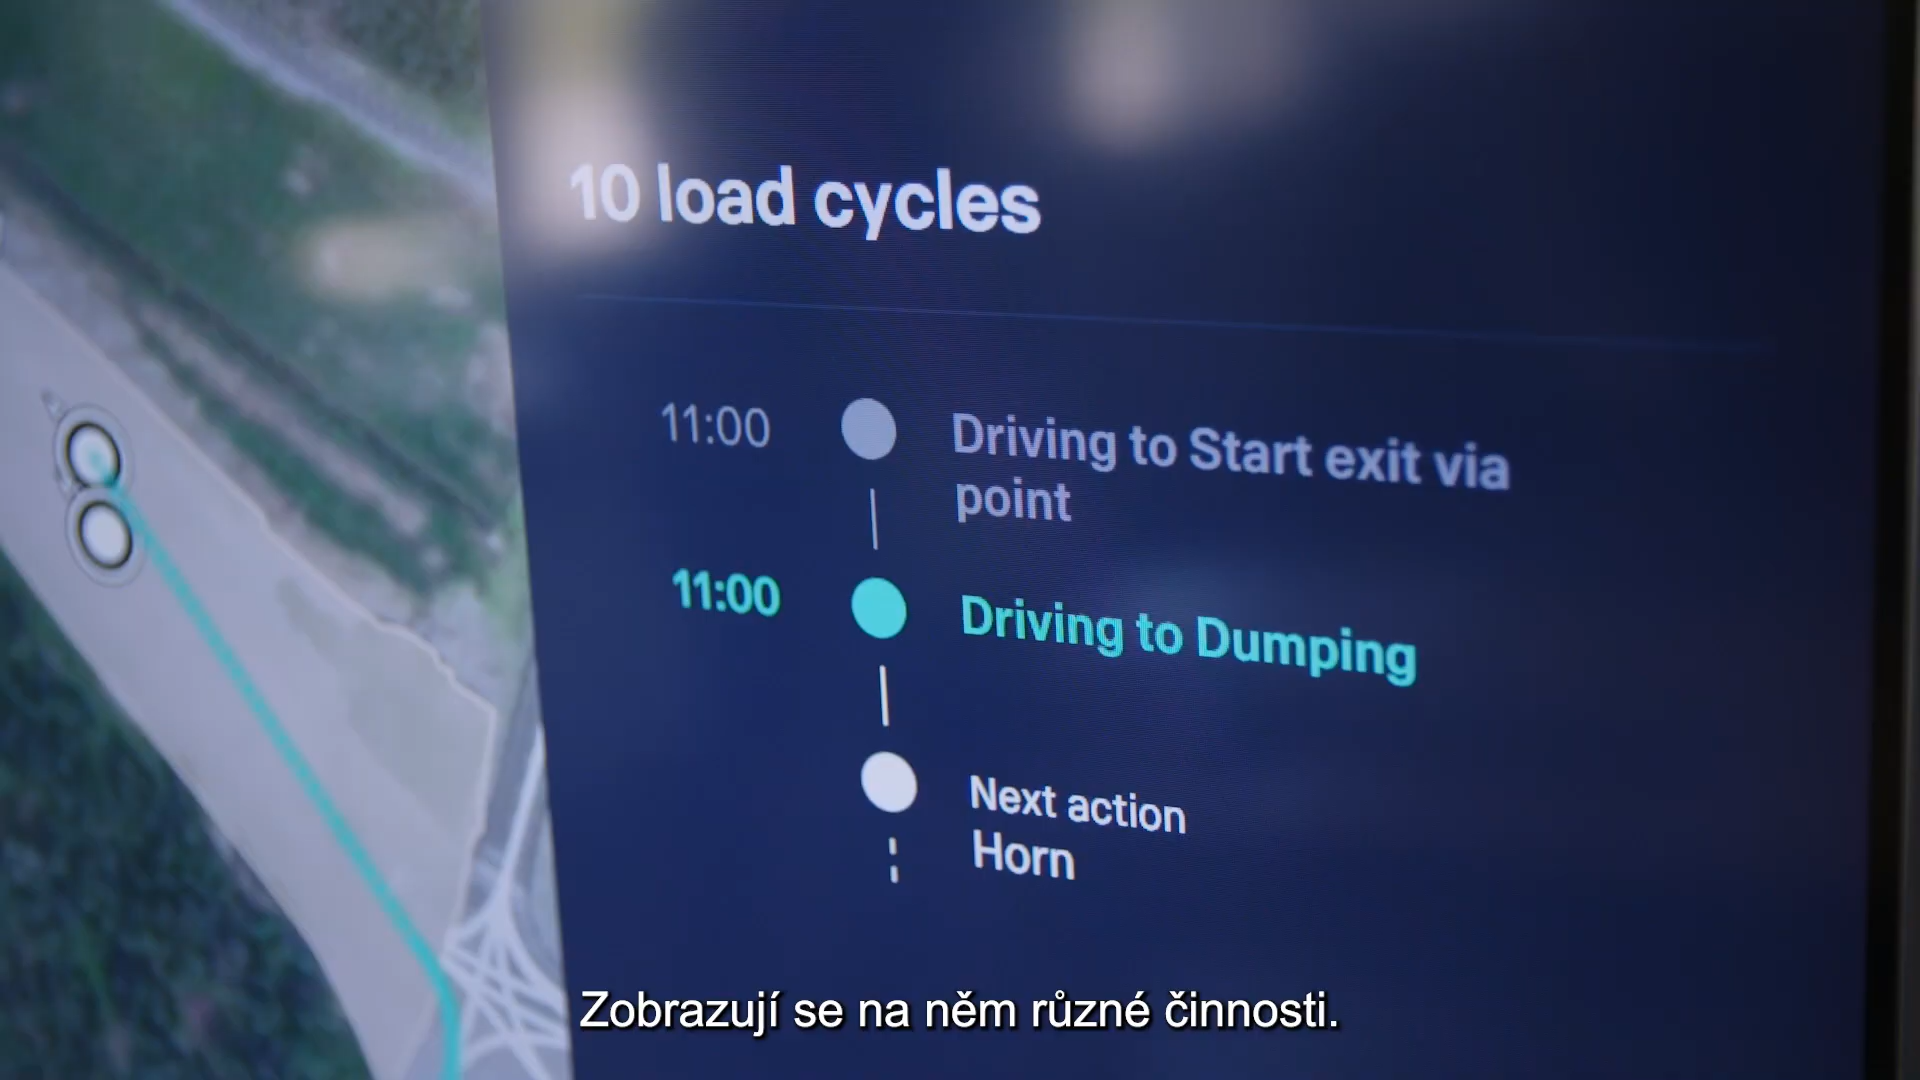 10 load cycles
11:00
Driving to Start exit via
point
11:00
Driving to Dumping
Next action
Horn
Zobrazují se na něm různé činnosti.